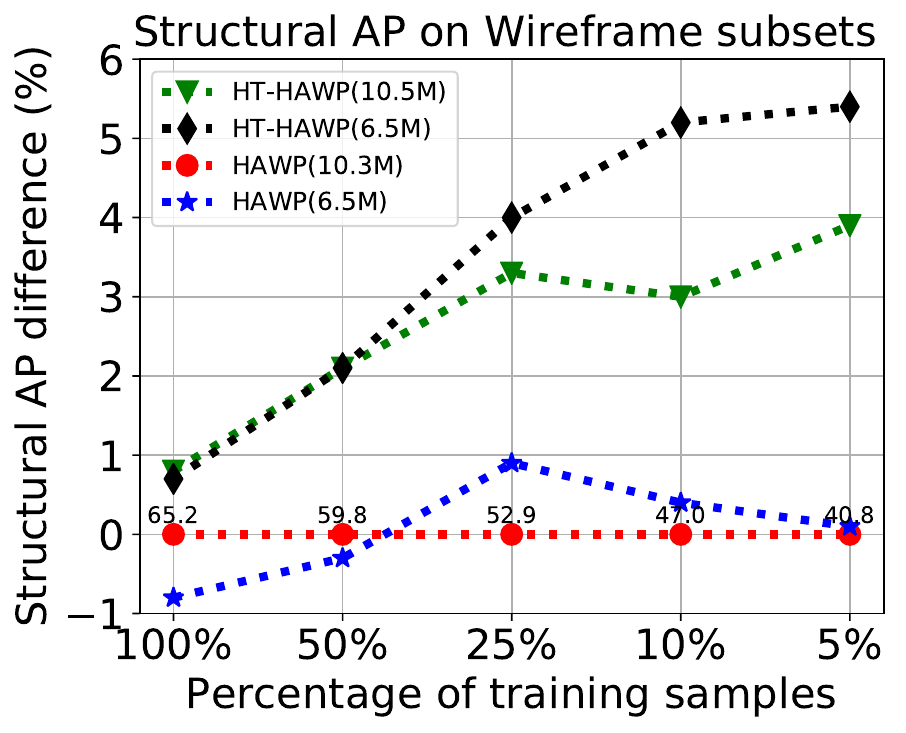 Structural AP on Wireframe subsets
Structural AP difference (%)
6
5
4
3
2
1
0
−1
HT-HAWP(10.5M)
HT-HAWP(6.5M)
HAWP(10.3M)
HAWP(6.5M)
65.2
59.8
52.9
47.0
40.8
100%
50%
25%
10%
5%
Percentage of training samples